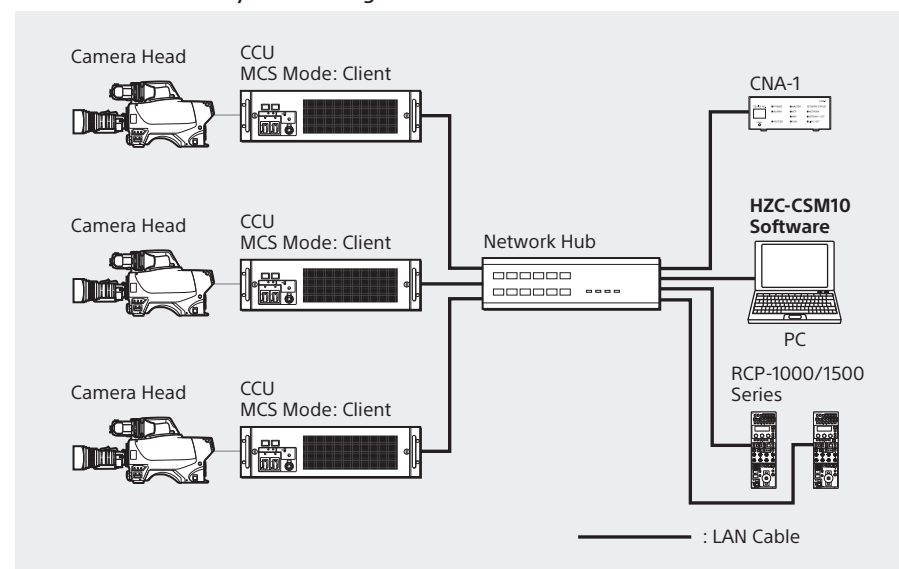 Camera Head
CCU
MCS Mode: Client
CNA-1
Camera Head
CCU
MCS Mode: Client
Network Hub
HZC-CSM10
Software
PC
Camera Head
CCU
MCS Mode: Client
RCP-1000/1500
Series
: LAN Cable